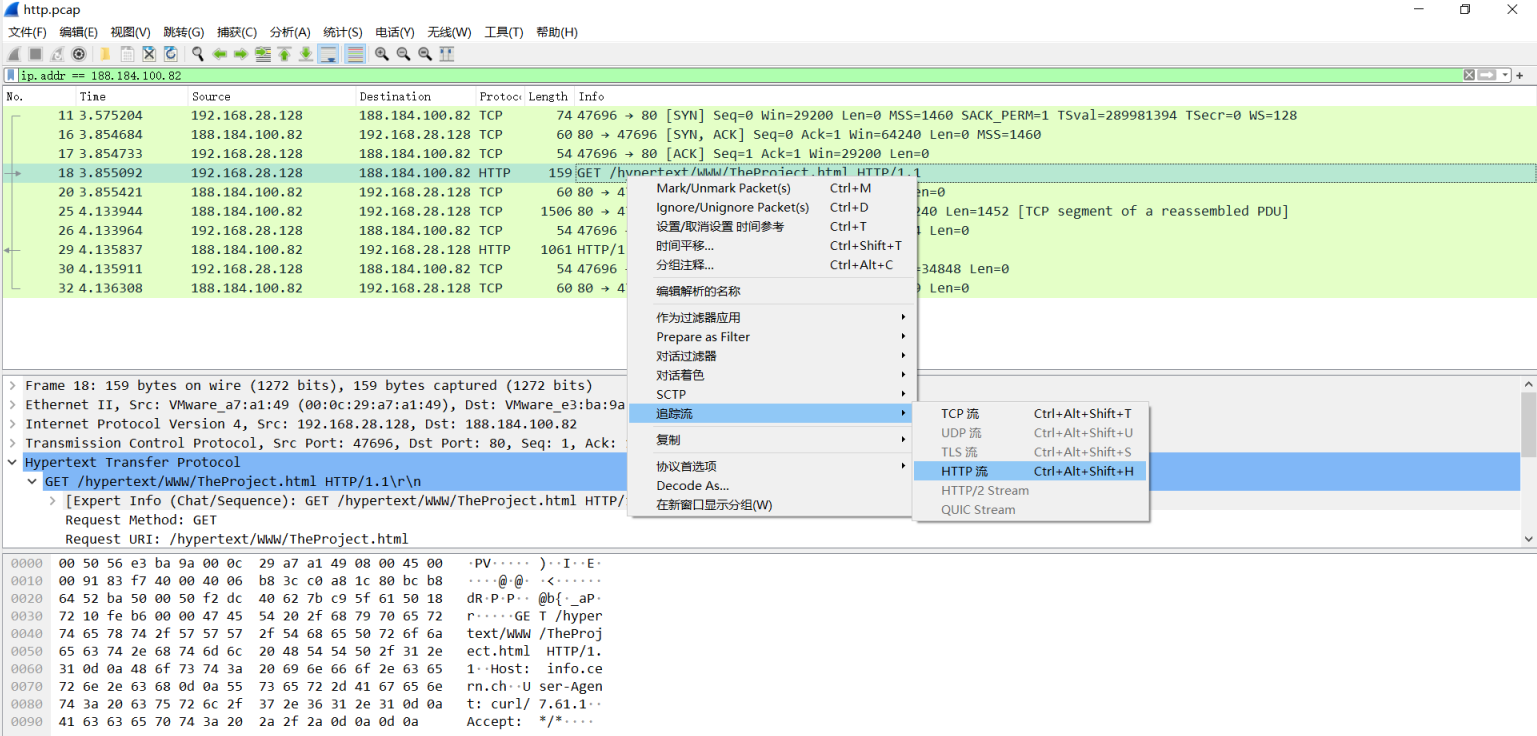 http.pcap
文件(F) 编辑(E) 视图(V) 跳转(G) 捕获(C) 分析(A) 统计(S) 电话(Y) 无线(W) 工具(T) 帮助(H)
ip.addr == 188.184.100.82
No. Time Source Destination Protoco Length Info
11 3.575204 192.168.28.128 188.184.100.82 TCP 74 47696 → 80 [SYN] Seq=0 Win=29200 Len=0 MSS=1460 SACK_PERM=1 TSval=289981394 TSecr=0 WS=128
16 3.854684 188.184.100.82 192.168.28.128 TCP 60 80 → 47696 [SYN, ACK] Seq=0 Ack=1 Win=64240 Len=0 MSS=1460
17 3.854733 192.168.28.128 188.184.100.82 TCP 54 47696 → 80 [ACK] Seq=1 Ack=1 Win=29200 Len=0
18 3.855092 192.168.28.128 188.184.100.82 HTTP 159 GET /hypertext/WWW/TheProject.html HTTP/1.1
20 3.855421 188.184.100.82 192.168.28.128 TCP 60 80 → 4 en=0
25 4.133944 188.184.100.82 192.168.28.128 TCP 1506 80 → 4 240 Len=1452 [TCP segment of a reassembled PDU]
26 4.133964 192.168.28.128 188.184.100.82 TCP 54 47696 4 Len=0
29 4.135837 188.184.100.82 192.168.28.128 HTTP 1061 HTTP/1
30 4.135911 192.168.28.128 188.184.100.82 TCP 54 47696 =34848 Len=0
32 4.136308 188.184.100.82 192.168.28.128 TCP 60 80 → 4 Len=0
Mark/Unmark Packet(s) Ctrl+M
Ignore/Unignore Packet(s) Ctrl+D
设置/取消设置 时间参考 Ctrl+T
时间平移... Ctrl+Shift+T
分组注释... Ctrl+Alt+C
编辑解析的名称
作为过滤器应用
Prepare as Filter
对话过滤器
对话着色
SCTP
追踪流
复制
协议首选项
Decode As...
在新窗口显示分组(W)
TCP 流 Ctrl+Alt+Shift+T
UDP 流 Ctrl+Alt+Shift+U
TLS 流 Ctrl+Alt+Shift+S
HTTP 流 Ctrl+Alt+Shift+H
HTTP/2 Stream
QUIC Stream
Frame 18: 159 bytes on wire (1272 bits), 159 bytes captured (1272 bits)
Ethernet II, Src: VMware_a7:a1:49 (00:0c:29:a7:a1:49), Dst: VMware_e3:ba:9a
Internet Protocol Version 4, Src: 192.168.28.128, Dst: 188.184.100.82
Transmission Control Protocol, Src Port: 47696, Dst Port: 80, Seq: 1, Ack:
Hypertext Transfer Protocol
GET /hypertext/WWW/TheProject.html HTTP/1.1\r\n
[Expert Info (Chat/Sequence): GET /hypertext/WWW/TheProject.html HTTP/
Request Method: GET
Request URI: /hypertext/WWW/TheProject.html
0000 00 50 56 e3 ba 9a 00 0c 29 a7 a1 49 08 00 45 00 ·PV····· )··I··E·
0010 00 91 83 f7 40 00 40 06 b8 3c c0 a8 1c 80 bc b8 ····@·@· ·<······
0020 64 52 ba 50 00 50 f2 dc 40 62 7b c9 5f 61 50 18 dR·P·P·· @b{·_aP·
0030 72 10 fe b6 00 00 47 45 54 20 2f 68 79 70 65 72 r·····GE T /hyper
0040 74 65 78 74 2f 57 57 57 2f 54 68 65 50 72 6f 6a text/WWW /TheProj
0050 65 63 74 2e 68 74 6d 6c 20 48 54 54 50 2f 31 2e ect.html HTTP/1.
0060 31 0d 0a 48 6f 73 74 3a 20 69 6e 66 6f 2e 63 65 1··Host: info.ce
0070 72 6e 2e 63 68 0d 0a 55 73 65 72 2d 41 67 65 6e rn.ch··U ser-Agen
0080 74 3a 20 63 75 72 6c 2f 37 2e 36 31 2e 31 0d 0a t: curl/ 7.61.1··
0090 41 63 63 65 70 74 3a 20 2a 2f 2a 0d 0a 0d 0a Accept: */*····